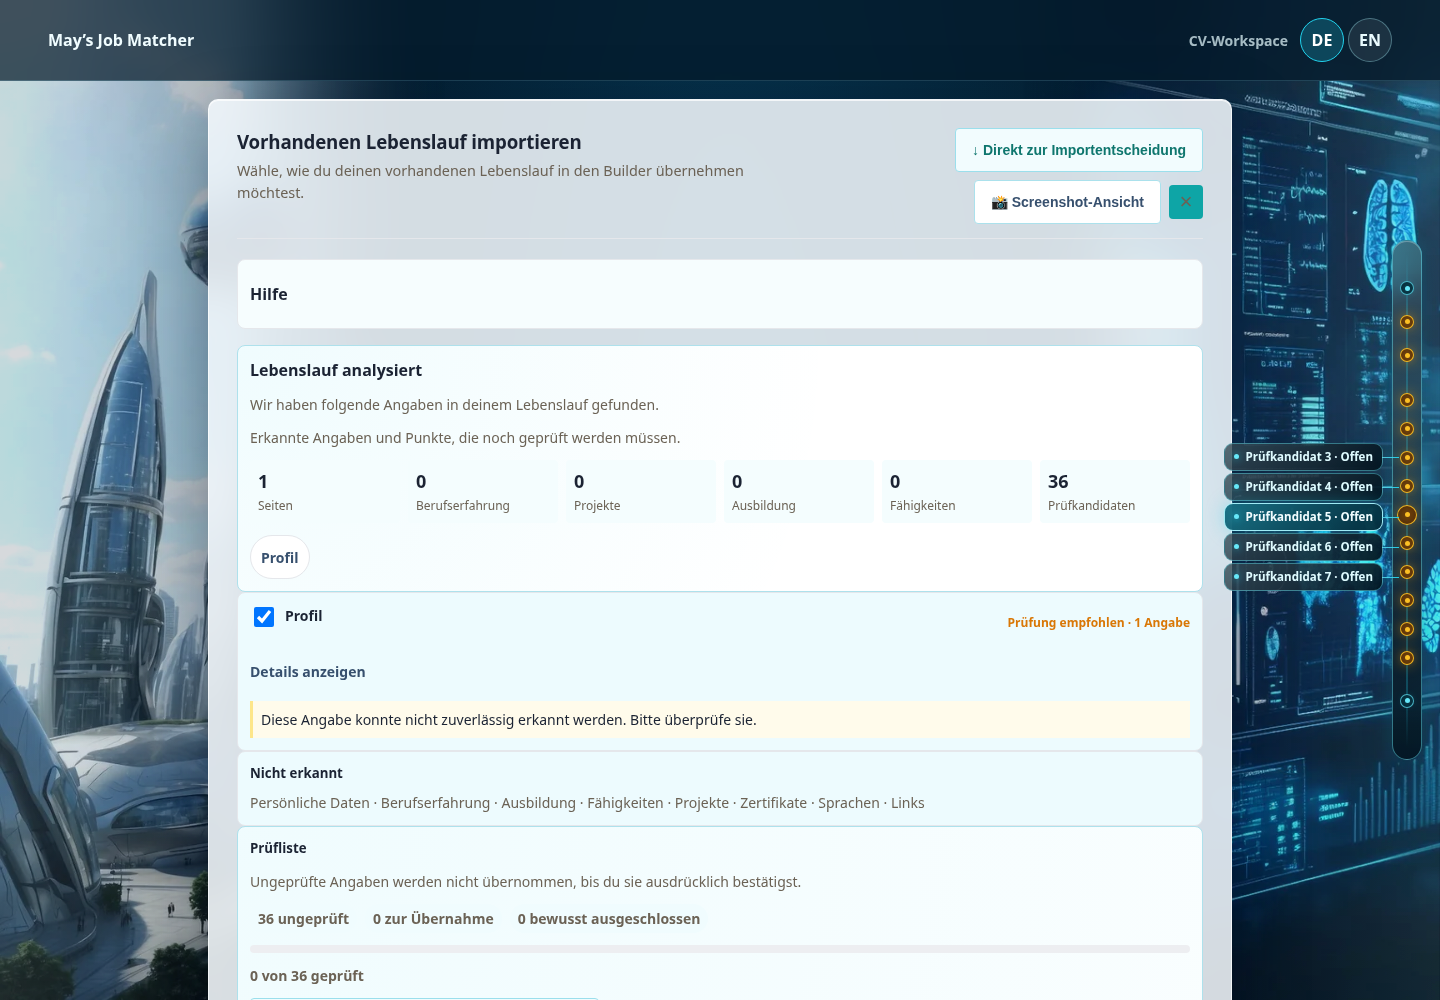 May's Job Matcher
CV-Workspace
DE
EN
Vorhandenen Lebenslauf importieren
Wähle, wie du deinen vorhandenen Lebenslauf in den Builder übernehmen
möchtest.
↓ Direkt zur Importentscheidung
📸 Screenshot-Ansicht
✕
Hilfe
Lebenslauf analysiert
Wir haben folgende Angaben in deinem Lebenslauf gefunden.
Erkannte Angaben und Punkte, die noch geprüft werden müssen.
1
Seiten
0
Berufserfahrung
0
Projekte
0
Ausbildung
0
Fähigkeiten
36
Prüfkandidaten
Profil
Profil
Prüfung empfohlen · 1 Angabe
Details anzeigen
Diese Angabe konnte nicht zuverlässig erkannt werden. Bitte überprüfe sie.
Nicht erkannt
Persönliche Daten · Berufserfahrung · Ausbildung · Fähigkeiten · Projekte · Zertifikate · Sprachen · Links
Prüfliste
Ungeprüfte Angaben werden nicht übernommen, bis du sie ausdrücklich bestätigst.
36 ungeprüft
0 zur Übernahme
0 bewusst ausgeschlossen
0 von 36 geprüft
Prüfkandidat 3 · Offen
Prüfkandidat 4 · Offen
Prüfkandidat 5 · Offen
Prüfkandidat 6 · Offen
Prüfkandidat 7 · Offen